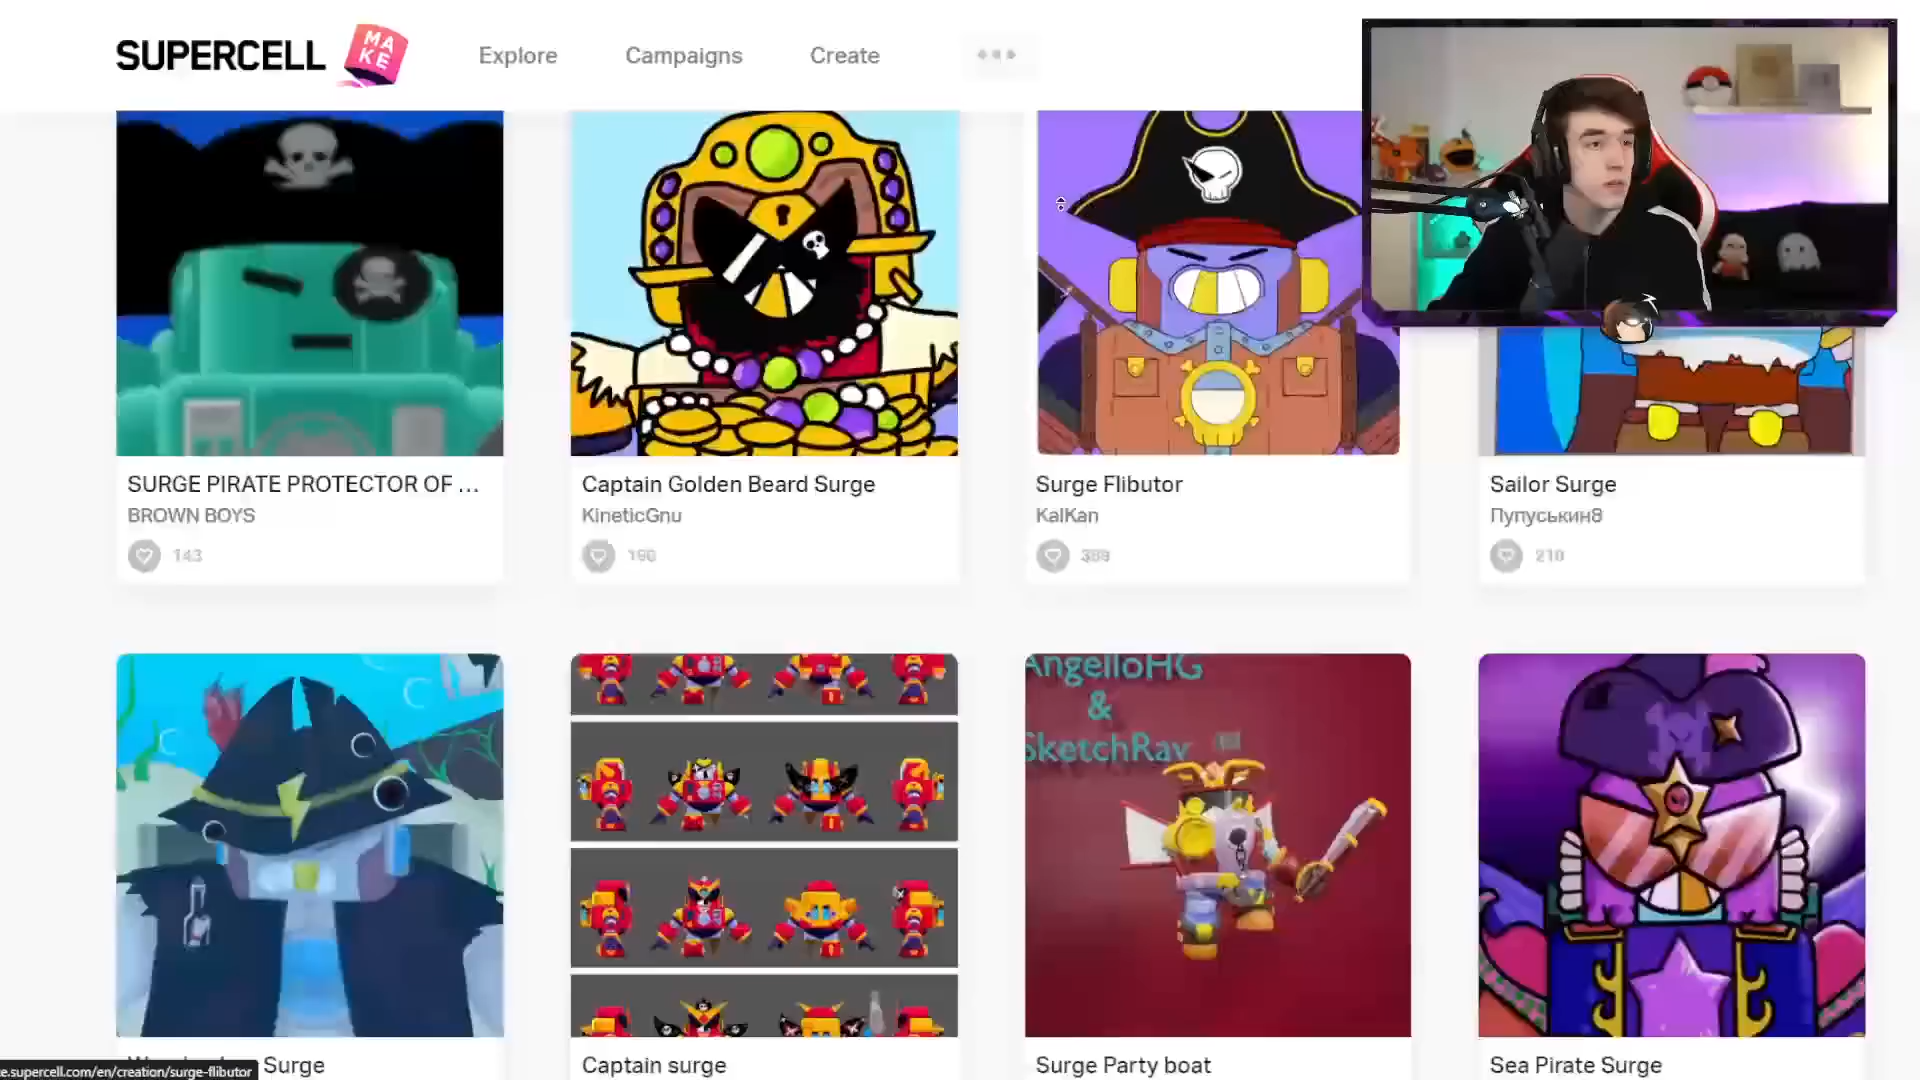 SUPERCELL
MA
KE
Explore
Campaigns
Create
SURGE PIRATE PROTECTOR OF ...
BROWN BOYS
143
Captain Golden Beard Surge
KineticGnu
190
Surge Flibutor
KalKan
389
Sailor Surge
Пупуськин8
210
AngelloHG
&
SketchRay
Surge
Captain surge
Surge Party boat
Sea Pirate Surge
e.supercell.com/en/creation/surge-flibutor